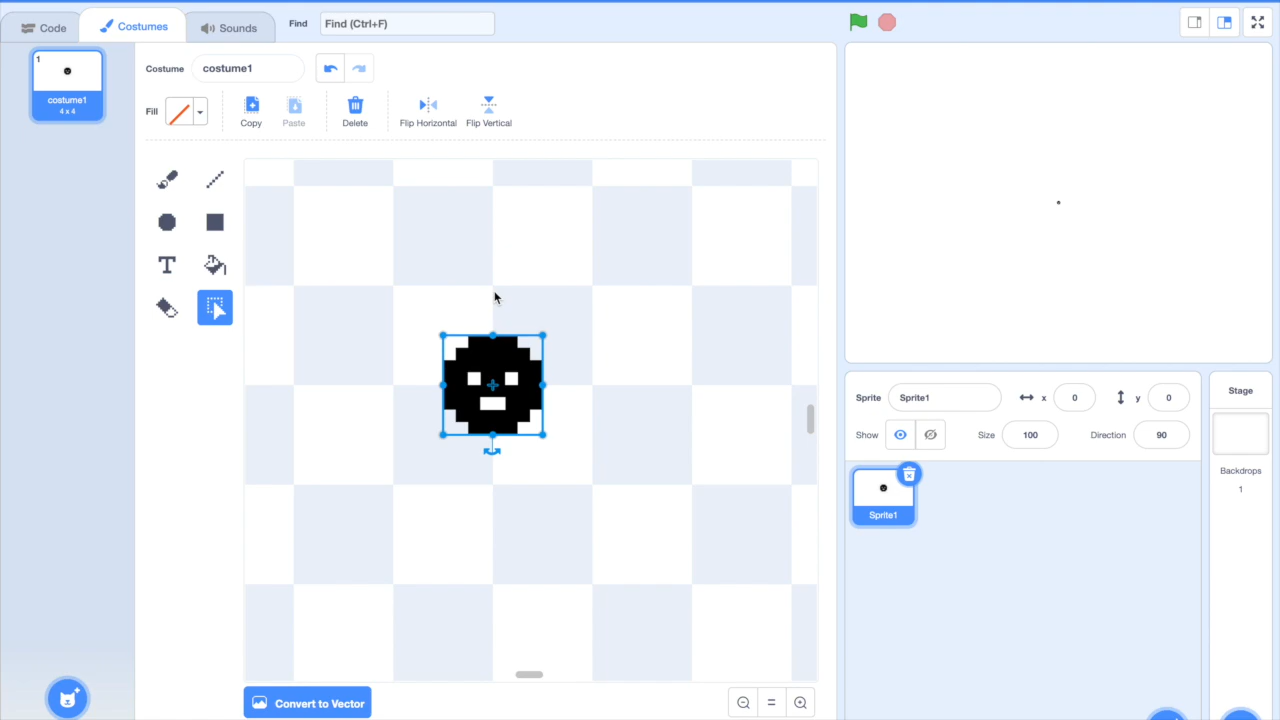 Code
Costumes
Sounds
Find
Find (Ctrl+F)
1
costume1
4 x 4
Costume
costume1
Fill
Copy
Paste
Delete
Flip Horizontal
Flip Vertical
T
Convert to Vector
Sprite
Sprite1
x
0
y
0
Show
Size
100
Direction
90
Sprite1
Stage
Backdrops
1